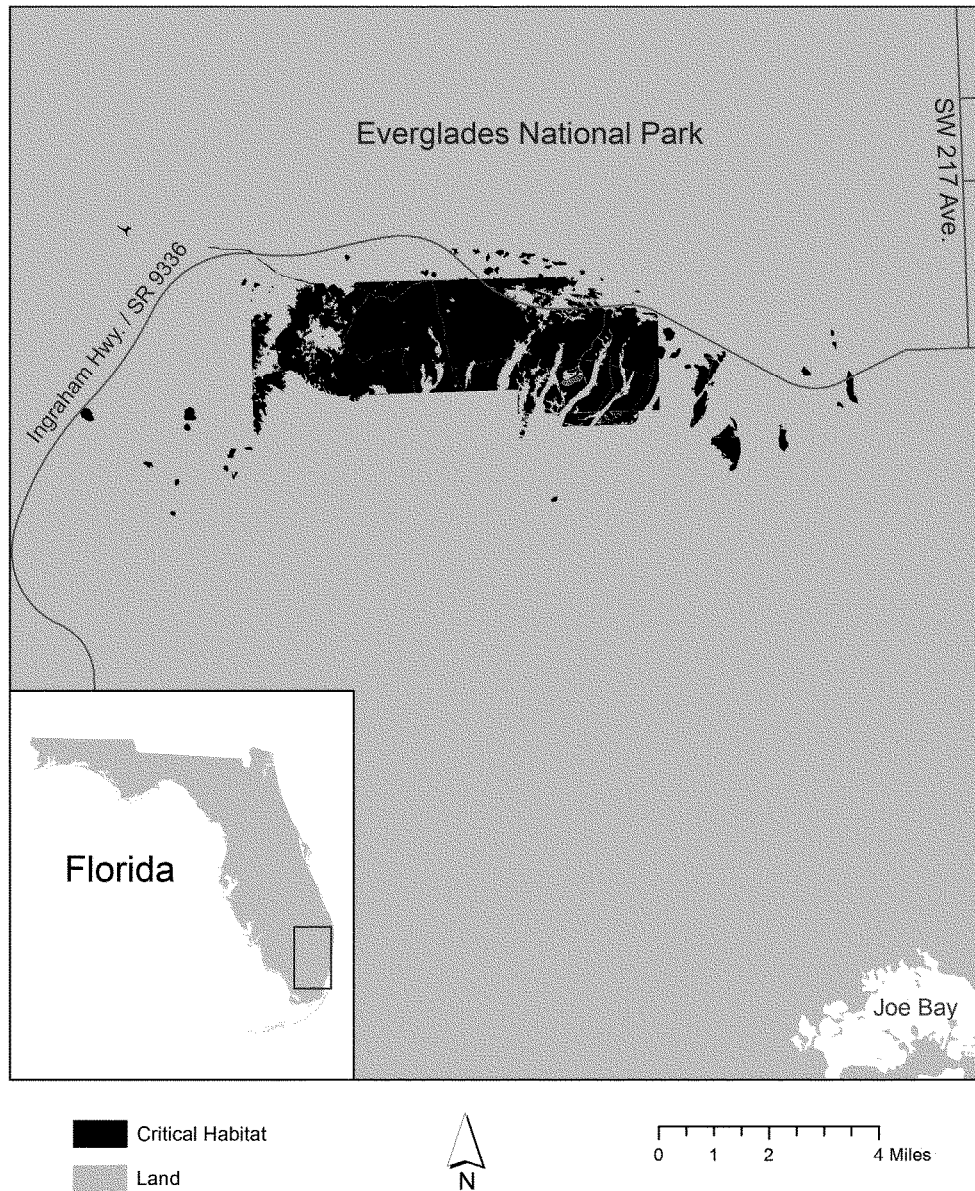 Everglades National Park
SW 217 Ave.
Ingraham Hwy. / SR 9336
Florida
Joe Bay
Critical Habitat
Land
N
0 1 2 4 Miles